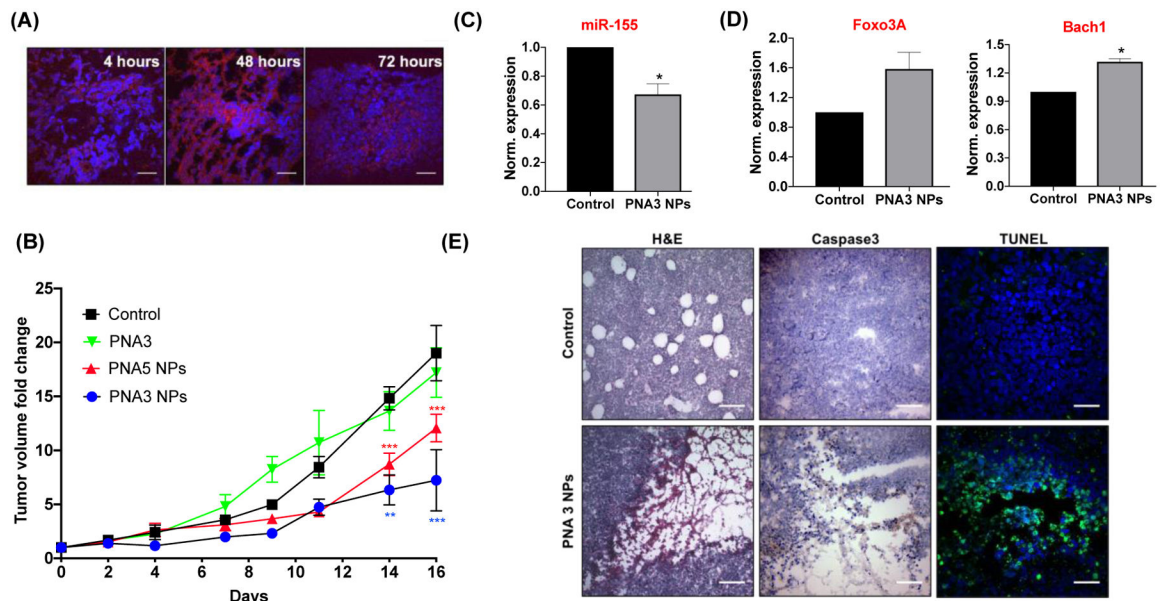 (A)
4 hours
48 hours
72 hours
(C)
miR-155
Norm. expression
1.0
0.8
0.6
0.4
0.2
0.0
*
Control
PNA3 NPs
(D)
Foxo3A
Norm. expression
2.0
1.6
1.2
0.8
0.4
0.0
Control
PNA3 NPs
Bach1
Norm. expression
1.5
1.2
0.9
0.6
0.3
0.0
*
Control
PNA3 NPs
(B)
Tumor volume fold change
25
20
15
10
5
0
Control
PNA3
PNA5 NPs
PNA3 NPs
***
***
**
***
0 2 4 6 8 10 12 14 16
Days
(E)
H&E
Caspase3
TUNEL
Control
PNA 3 NPs